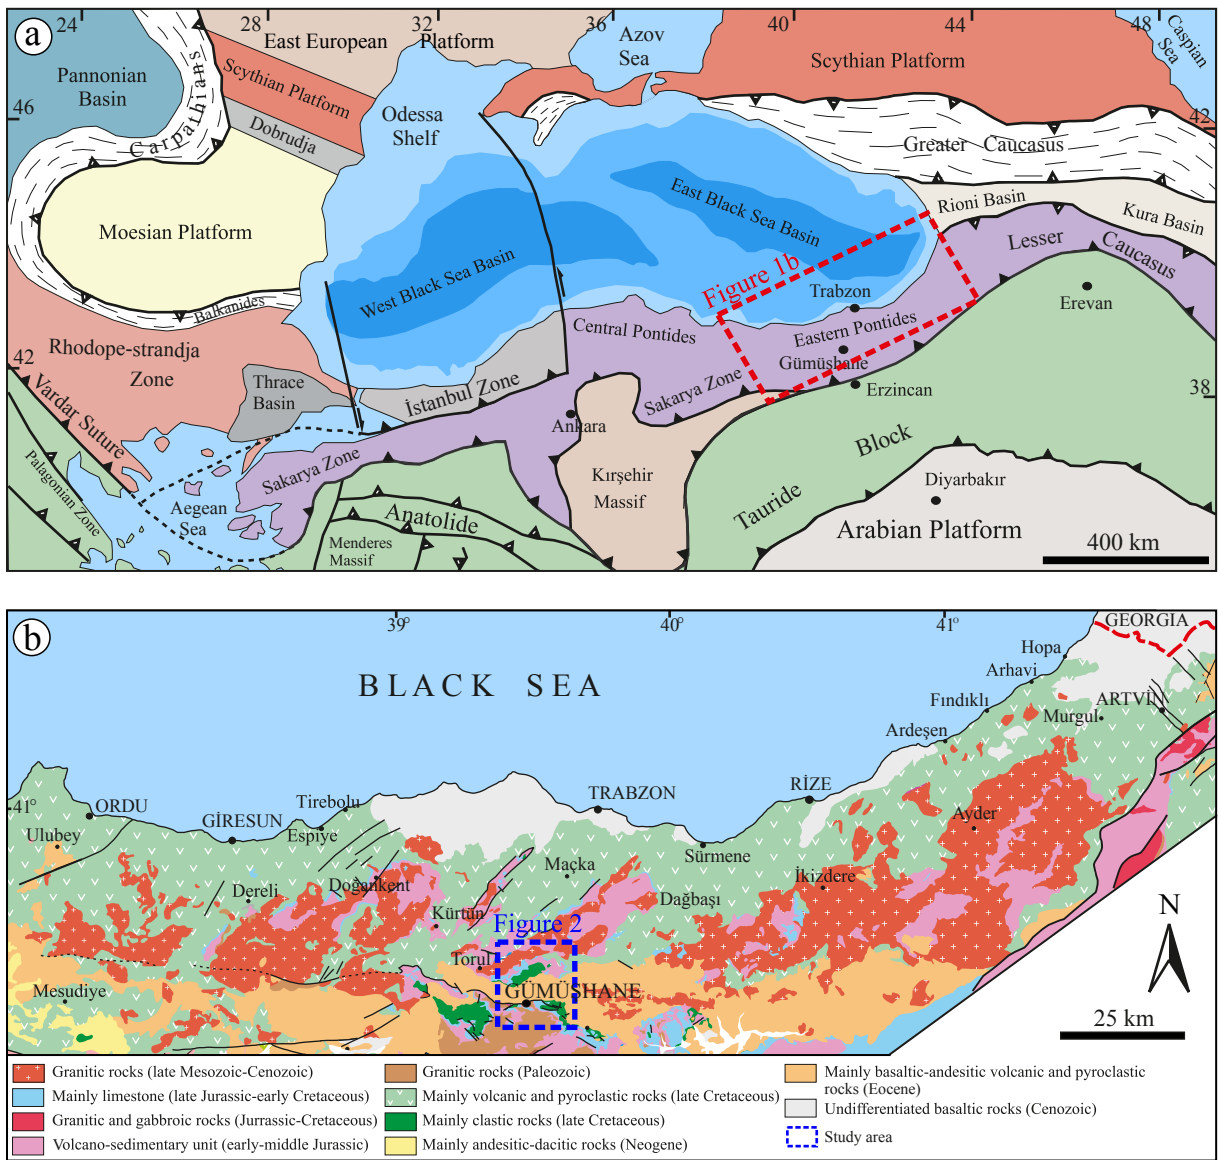 a
24
28
32
36
40
44
48
East European Platform
Azov
Sea
Caspian
Sea
Pannonian
Basin
Carpathians
Scythian Platform
Scythian Platform
46
42
Odessa
Shelf
Dobrudja
Greater Caucasus
Moesian Platform
East Black Sea Basin
Rioni Basin
Kura Basin
Lesser Caucasus
West Black Sea Basin
Figure 1b
Trabzon
Erevan
Balkanides
Central Pontides
Eastern Pontides
Rhodope-strandja
Zone
42
Gümüşhane
Thrace
Basin
İstanbul Zone
Sakarya Zone
Erzincan
38
Vardar Suture
Ankara
Block
Palagonian Zone
Sakarya Zone
Kırşehir
Massif
Diyarbakır
Aegean
Sea
Anatolide
Tauride
Arabian Platform
Menderes
Massif
400 km
b
39°
40°
41°
GEORGIA
Hopa
Arhavi
BLACK SEA
Fındıklı
ARTVİN
Murgul
Ardeşen
41°
ORDU
Tirebolu
TRABZON
RİZE
GİRESUN
Espiye
Ulubey
Ayder
Maçka
Sürmene
Dereli
Doğankent
İkizdere
Dağbaşı
Kürtün
Figure 2
N
Torul
Mesudiye
GÜMÜŞHANE
25 km
Granitic rocks (late Mesozoic-Cenozoic)
Mainly limestone (late Jurassic-early Cretaceous)
Granitic and gabbroic rocks (Jurrassic-Cretaceous)
Volcano-sedimentary unit (early-middle Jurassic)
Granitic rocks (Paleozoic)
Mainly volcanic and pyroclastic rocks (late Cretaceous)
Mainly clastic rocks (late Cretaceous)
Mainly andesitic-dacitic rocks (Neogene)
Mainly basaltic-andesitic volcanic and pyroclastic
rocks (Eocene)
Undifferentiated basaltic rocks (Cenozoic)
Study area